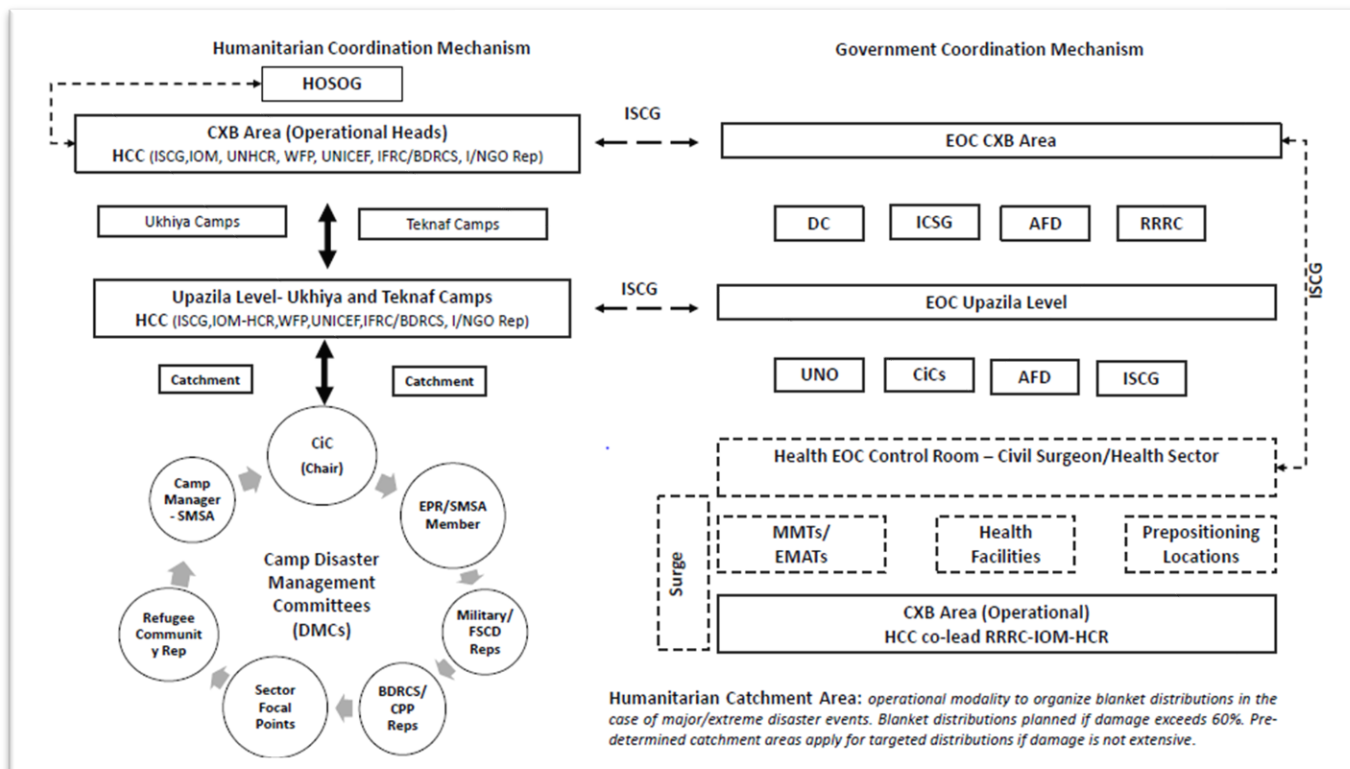 Humanitarian Coordination Mechanism
HOSOG
CXB Area (Operational Heads)
HCC (ISCG,IOM, UNHCR, WFP, UNICEF, IFRC/BDRCS, I/NGO Rep)
Ukhiya Camps
Teknaf Camps
Upazila Level- Ukhiya and Teknaf Camps
HCC (ISCG,IOM-HCR,WFP,UNICEF,IFRC/BDRCS, I/NGO Rep)
Catchment
Catchment
CiC
(Chair)
EPR/SMSA
Member
Military/
FSCD
Reps
BDRCS/
CPP
Reps
Sector
Focal
Points
Refugee
Communit
y Rep
Camp
Manager
- SMSA
Camp Disaster
Management
Committees
(DMCs)
ISCG
ISCG
Government Coordination Mechanism
EOC CXB Area
DC
ICSG
AFD
RRRC
EOC Upazila Level
UNO
CiCs
AFD
ISCG
ISCG
Health EOC Control Room – Civil Surgeon/Health Sector
Surge
MMTs/
EMATs
Health
Facilities
Prepositioning
Locations
CXB Area (Operational)
HCC co-lead RRRC-IOM-HCR
Humanitarian Catchment Area: operational modality to organize blanket distributions in the
case of major/extreme disaster events. Blanket distributions planned if damage exceeds 60%. Pre-
determined catchment areas apply for targeted distributions if damage is not extensive.